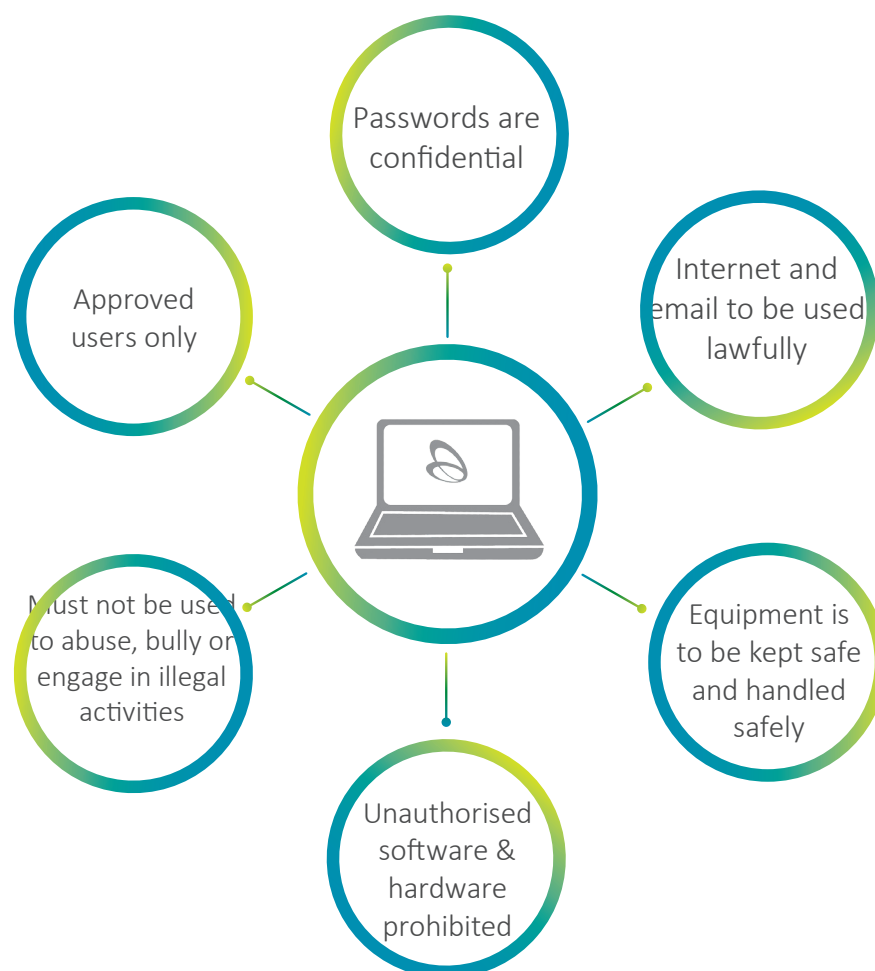 Passwords are
confidential
Internet and
email to be used
lawfully
Equipment is
to be kept safe
and handled
safely
Unauthorised
software &
hardware
prohibited
Must not be used
to abuse, bully or
engage in illegal
activities
Approved
users only